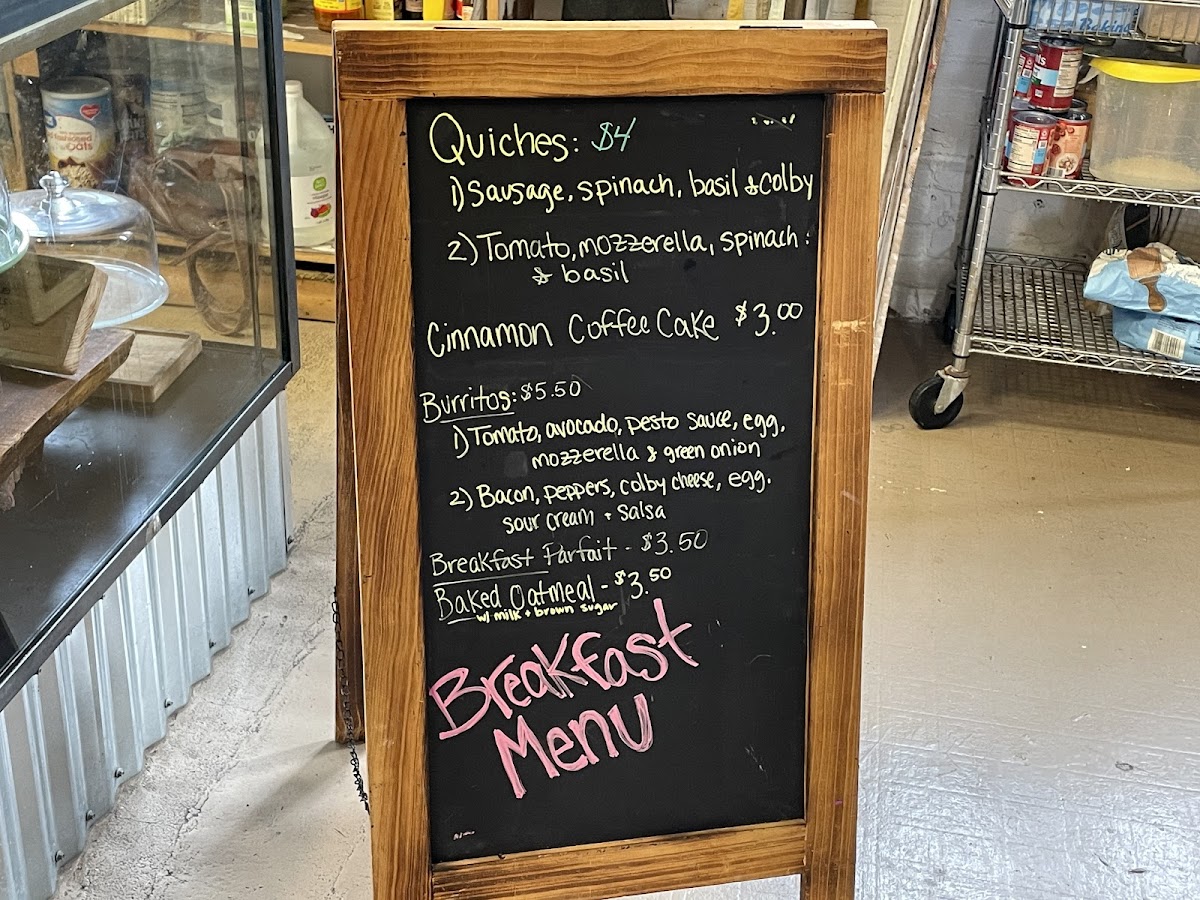 Quiches: $4
1) Sausage, spinach, basil & Colby
2) Tomato, mozzerella, spinach
& basil
Cinnamon Coffee Cake $3.00
Burritos: $5.50
1) Tomato, avocado, pesto sauce, egg,
mozzerella & green onion
2) Bacon, peppers, colby cheese, egg.
sour cream + salsa
Breakfast Parfait - $3.50
Baked Oatmeal - $3.50
w/ milk + brown sugar
Breakfast
Menu
Oats
Baking